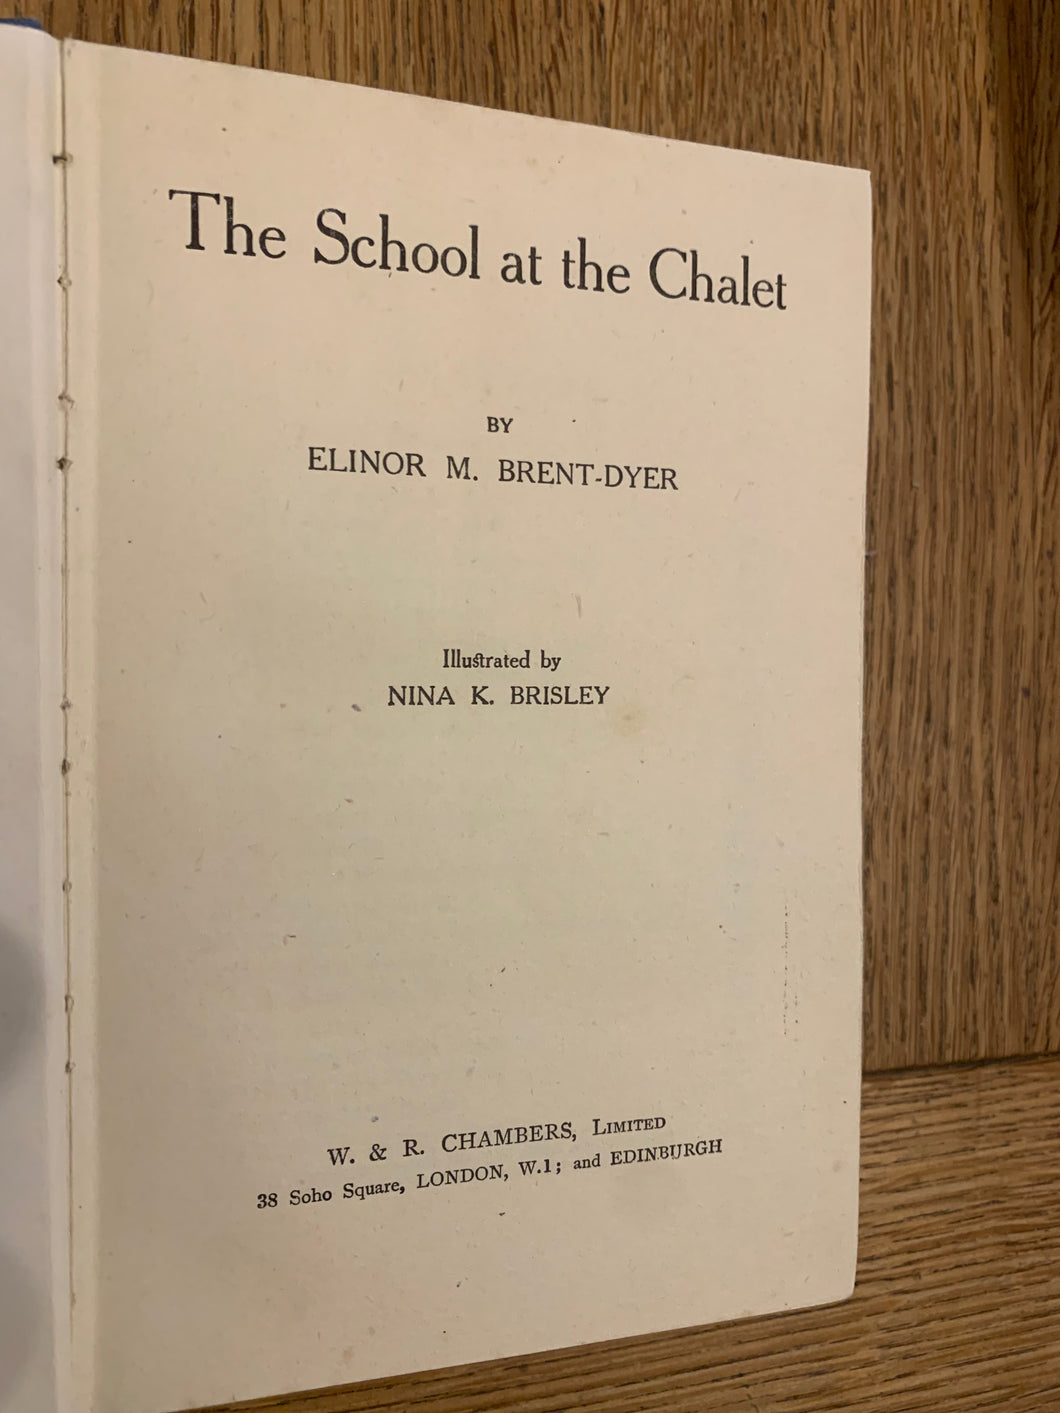 The School at the Chalet
BY
ELINOR M. BRENT-DYER
Illustrated by
NINA K. BRISLEY
W. & R. CHAMBERS, LIMITED
38 Soho Square, LONDON, W.1; and EDINBURGH